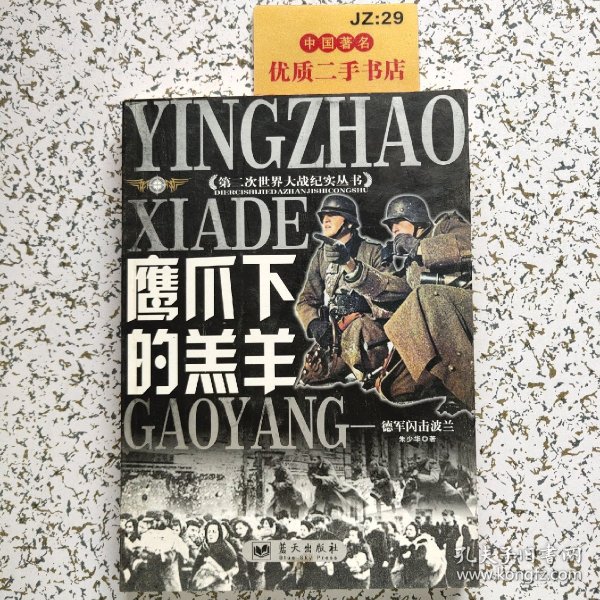 JZ:29
中国著名
优质二手书店
YINGZHAO
《第二次世界大战纪实丛书》
DIERCISHIJIEDAZHANJISHICONGSHU
XIADE
鹰爪下
的羔羊
GAOYANG—
德军闪击波兰
朱少华◎著
蓝天出版社
Blue Sky Press
孔夫子旧书网
www.kongfz.com